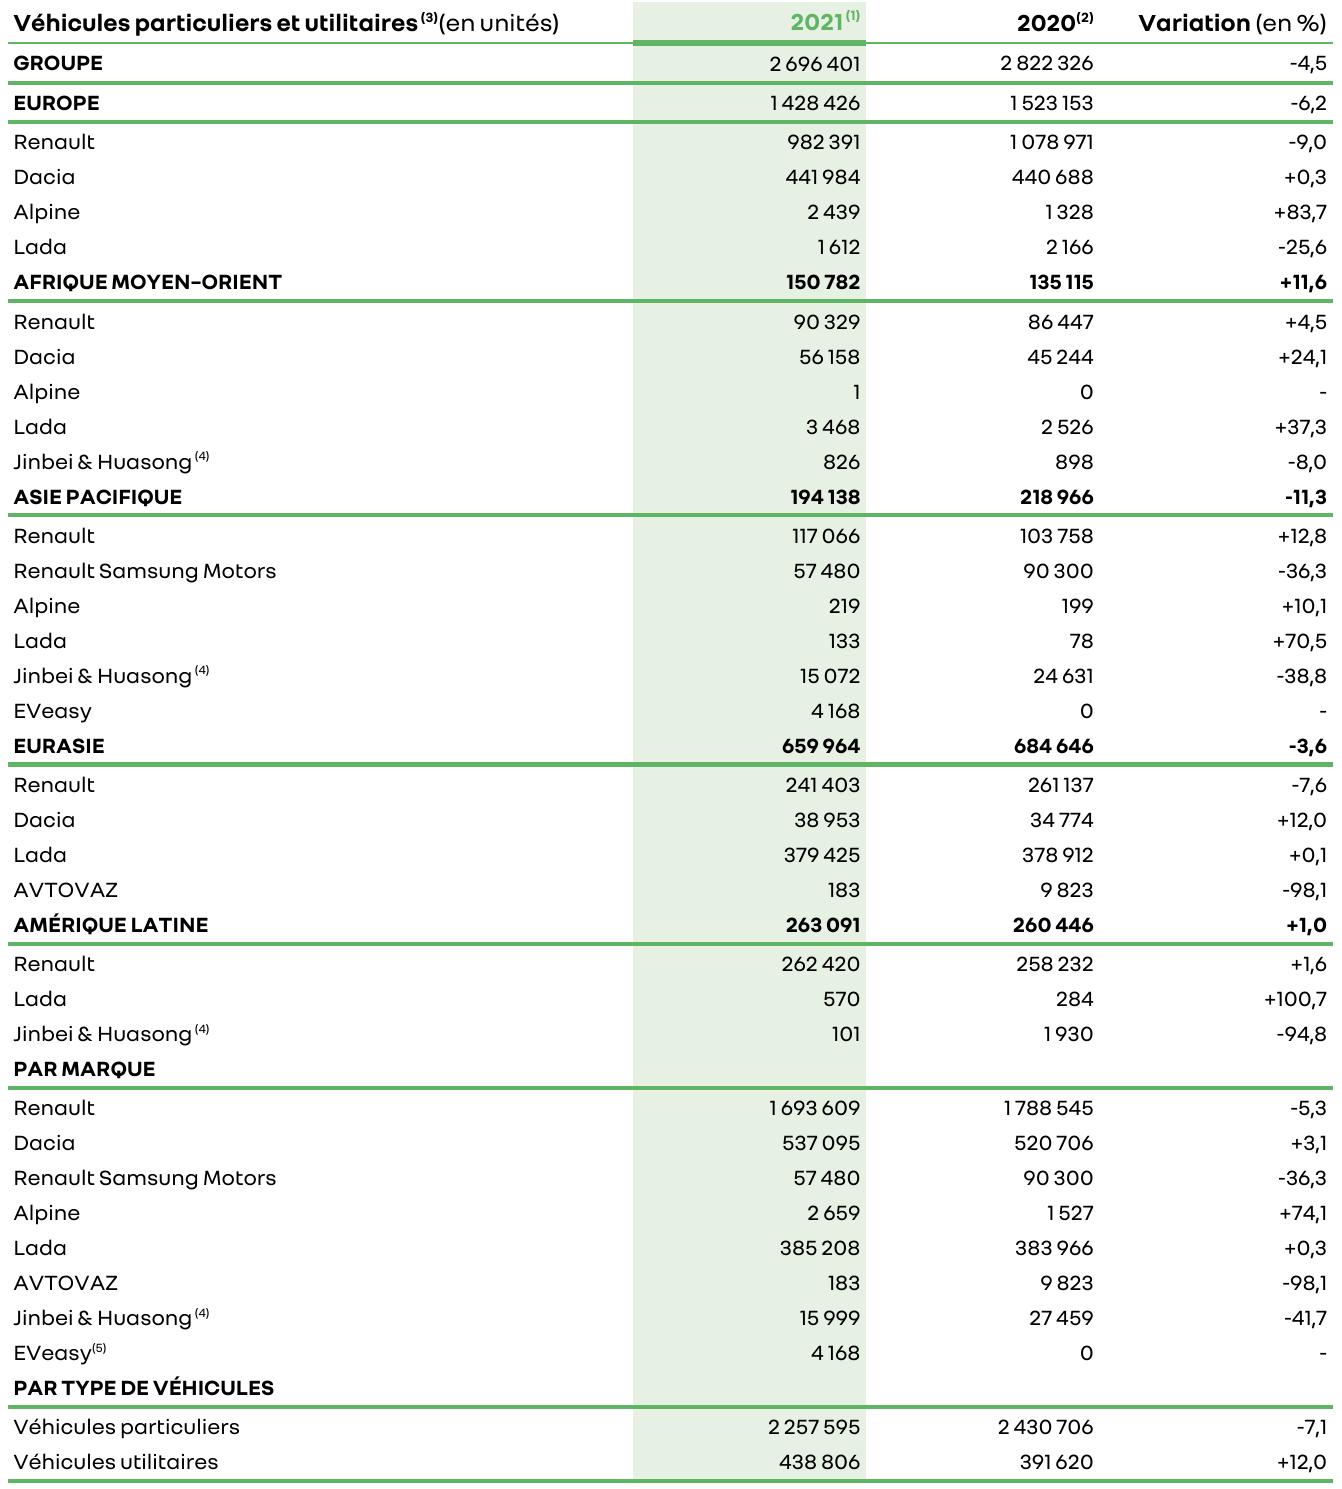 Véhicules particuliers et utilitaires (3)(en unités) 2021 (1) 2020(2) Variation (en %)
GROUPE 2 696 401 2 822 326 -4,5
EUROPE 1 428 426 1 523 153 -6,2
Renault 982 391 1 078 971 -9,0
Dacia 441 984 440 688 +0,3
Alpine 2 439 1 328 +83,7
Lada 1 612 2 166 -25,6
AFRIQUE MOYEN-ORIENT 150 782 135 115 +11,6
Renault 90 329 86 447 +4,5
Dacia 56 158 45 244 +24,1
Alpine 1 0 -
Lada 3 468 2 526 +37,3
Jinbei & Huasong (4) 826 898 -8,0
ASIE PACIFIQUE 194 138 218 966 -11,3
Renault 117 066 103 758 +12,8
Renault Samsung Motors 57 480 90 300 -36,3
Alpine 219 199 +10,1
Lada 133 78 +70,5
Jinbei & Huasong (4) 15 072 24 631 -38,8
EVeasy 4 168 0 -
EURASIE 659 964 684 646 -3,6
Renault 241 403 261 137 -7,6
Dacia 38 953 34 774 +12,0
Lada 379 425 378 912 +0,1
AVTOVAZ 183 9 823 -98,1
AMÉRIQUE LATINE 263 091 260 446 +1,0
Renault 262 420 258 232 +1,6
Lada 570 284 +100,7
Jinbei & Huasong (4) 101 1 930 -94,8
PAR MARQUE
Renault 1 693 609 1 788 545 -5,3
Dacia 537 095 520 706 +3,1
Renault Samsung Motors 57 480 90 300 -36,3
Alpine 2 659 1 527 +74,1
Lada 385 208 383 966 +0,3
AVTOVAZ 183 9 823 -98,1
Jinbei & Huasong (4) 15 999 27 459 -41,7
EVeasy(5) 4 168 0 -
PAR TYPE DE VÉHICULES
Véhicules particuliers 2 257 595 2 430 706 -7,1
Véhicules utilitaires 438 806 391 620 +12,0